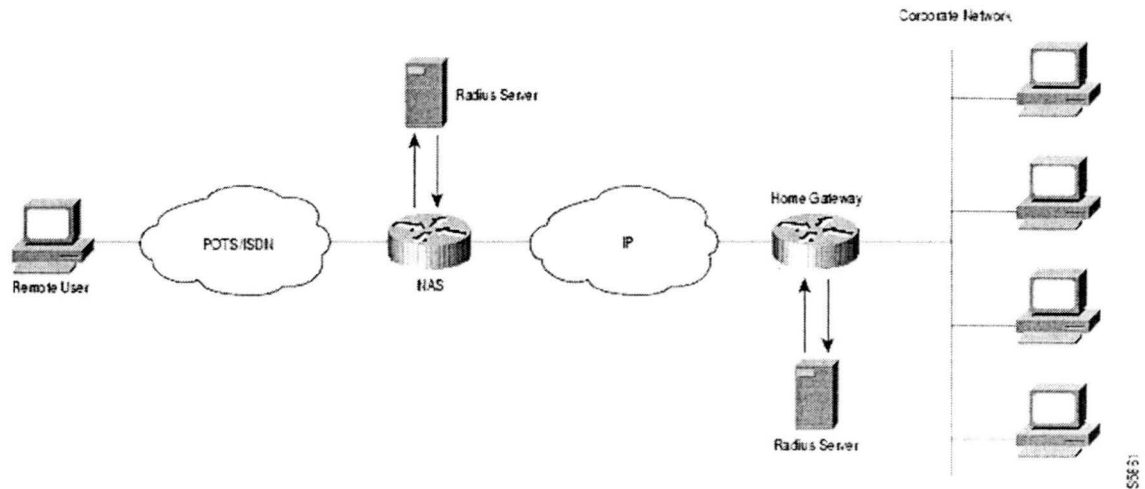 Corporate Network
Radius Server
Home Gateway
POTS/ISDN
IP
Remote User
NAS
Radius Server